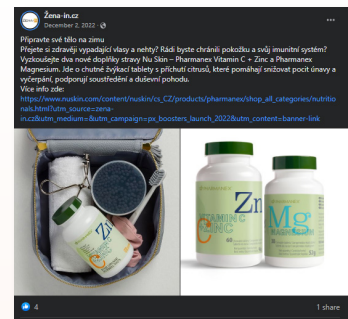 Žena-in.cz
December 2, 2022
Připravte své tělo na zimu
Přejete si zdravěji vypadající vlasy a nehty? Rádi byste chránili pokožku a svůj imunitní systém?
Vyzkoušejte dva nové doplňky stravy Nu Skin – Pharmanex Vitamin C + Zinc a Pharmanex
Magnesium. Jde o chutné žvýkací tablety s příchutí citrusů, které pomáhají snižovat pocit únavy a
vyčerpání, podporují soustředění a duševní pohodu.
Více info zde:
https://www.nuskin.com/content/nuskin/cs_CZ/products/pharmanex/shop_all_categories/nutritio
nals.html?utm_source=zena-
in.cz&utm_medium=&utm_campaign=px_boosters_launch_2022&utm_content=banner-link
Zn
VITAMIN C
ZINC
C
Zn
VITAMIN C
ZINC
C
60
Mg
MAGNESIUM
4
1 share